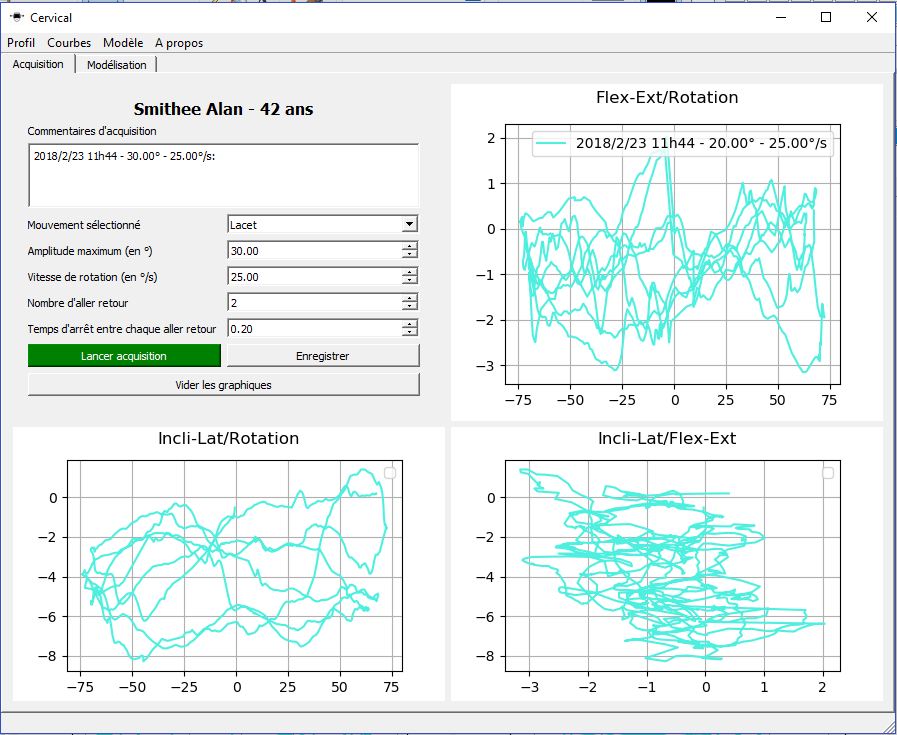 Cervical
Profil Courbes Modèle A propos
Acquisition Modélisation
Smithee Alan - 42 ans
Commentaires d'acquisition
2018/2/23 11h44 - 30.00° - 25.00°/s:
Mouvement sélectionné Lacet
Amplitude maximum (en °) 30.00
Vitesse de rotation (en °/s) 25.00
Nombre d'aller retour 2
Temps d'arrêt entre chaque aller retour 0.20
Lancer acquisition Enregistrer
Vider les graphiques
Flex-Ext/Rotation
2018/2/23 11h44 - 20.00° - 25.00°/s
2
1
0
−1
−2
−3
−75 −50 −25 0 25 50 75
Incli-Lat/Rotation
0
−2
−4
−6
−8
−75 −50 −25 0 25 50 75
Incli-Lat/Flex-Ext
0
−2
−4
−6
−8
−3 −2 −1 0 1 2